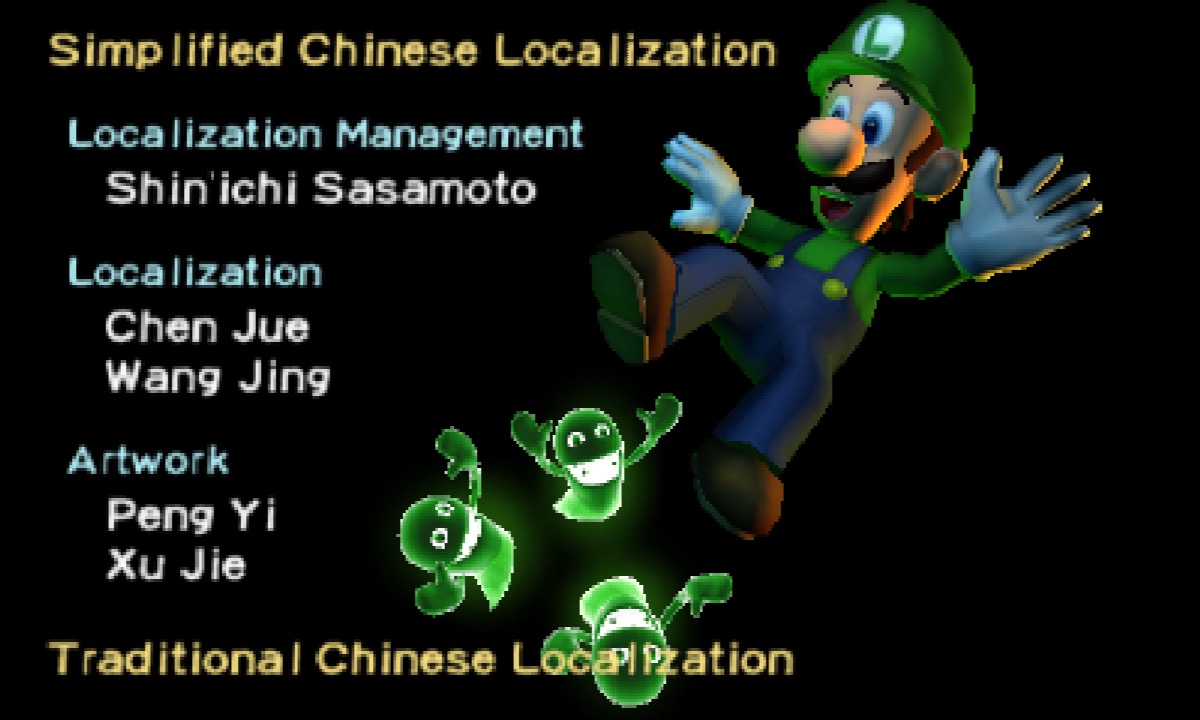 Simplified Chinese Localization
Localization Management
Shin'ichi Sasamoto
Localization
Chen Jue
Wang Jing
Artwork
Peng Yi
Xu Jie
Traditional Chinese Localization
L